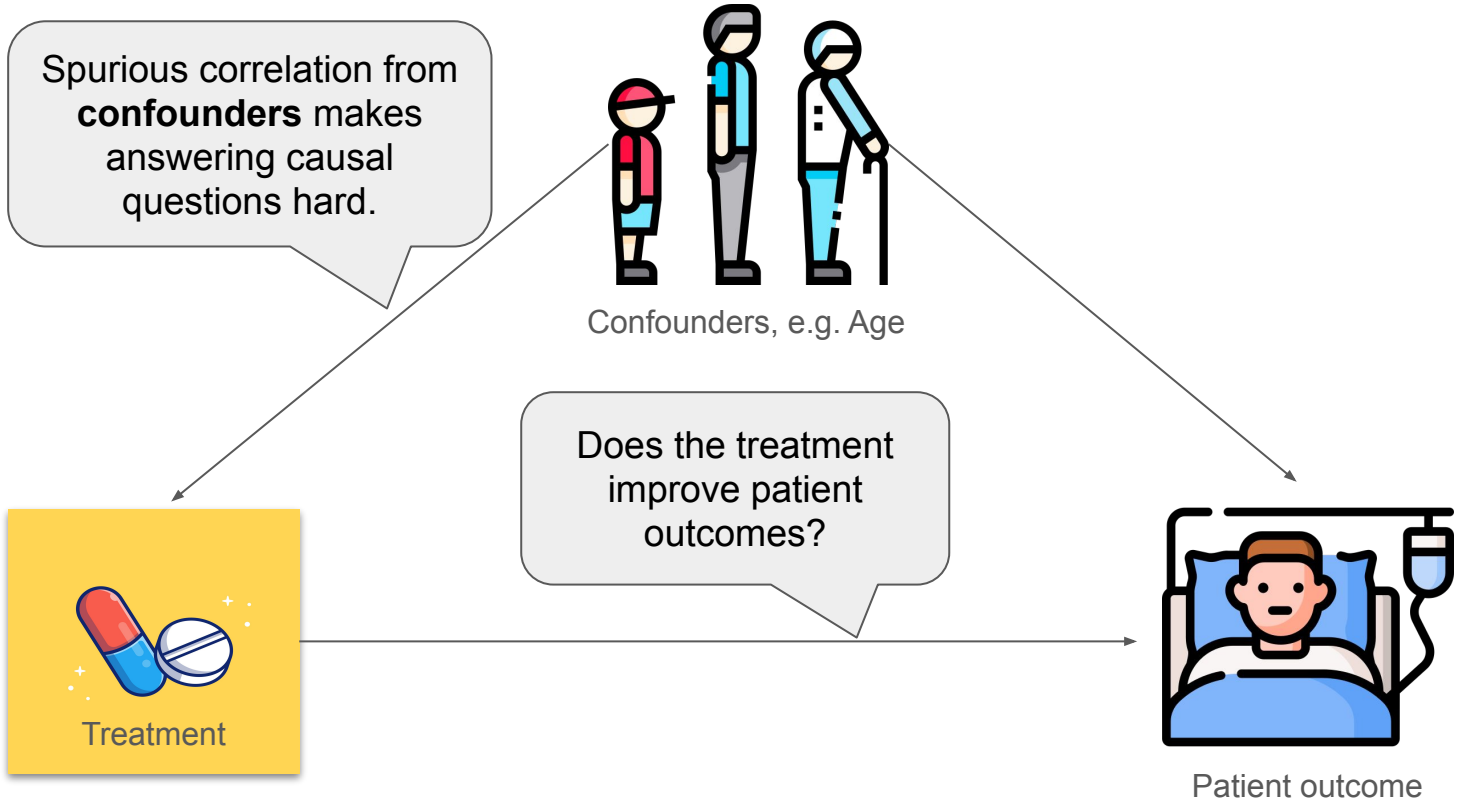 Spurious correlation from
confounders makes
answering causal
questions hard.
Confounders, e.g. Age
Does the treatment
improve patient
outcomes?
Treatment
Patient outcome